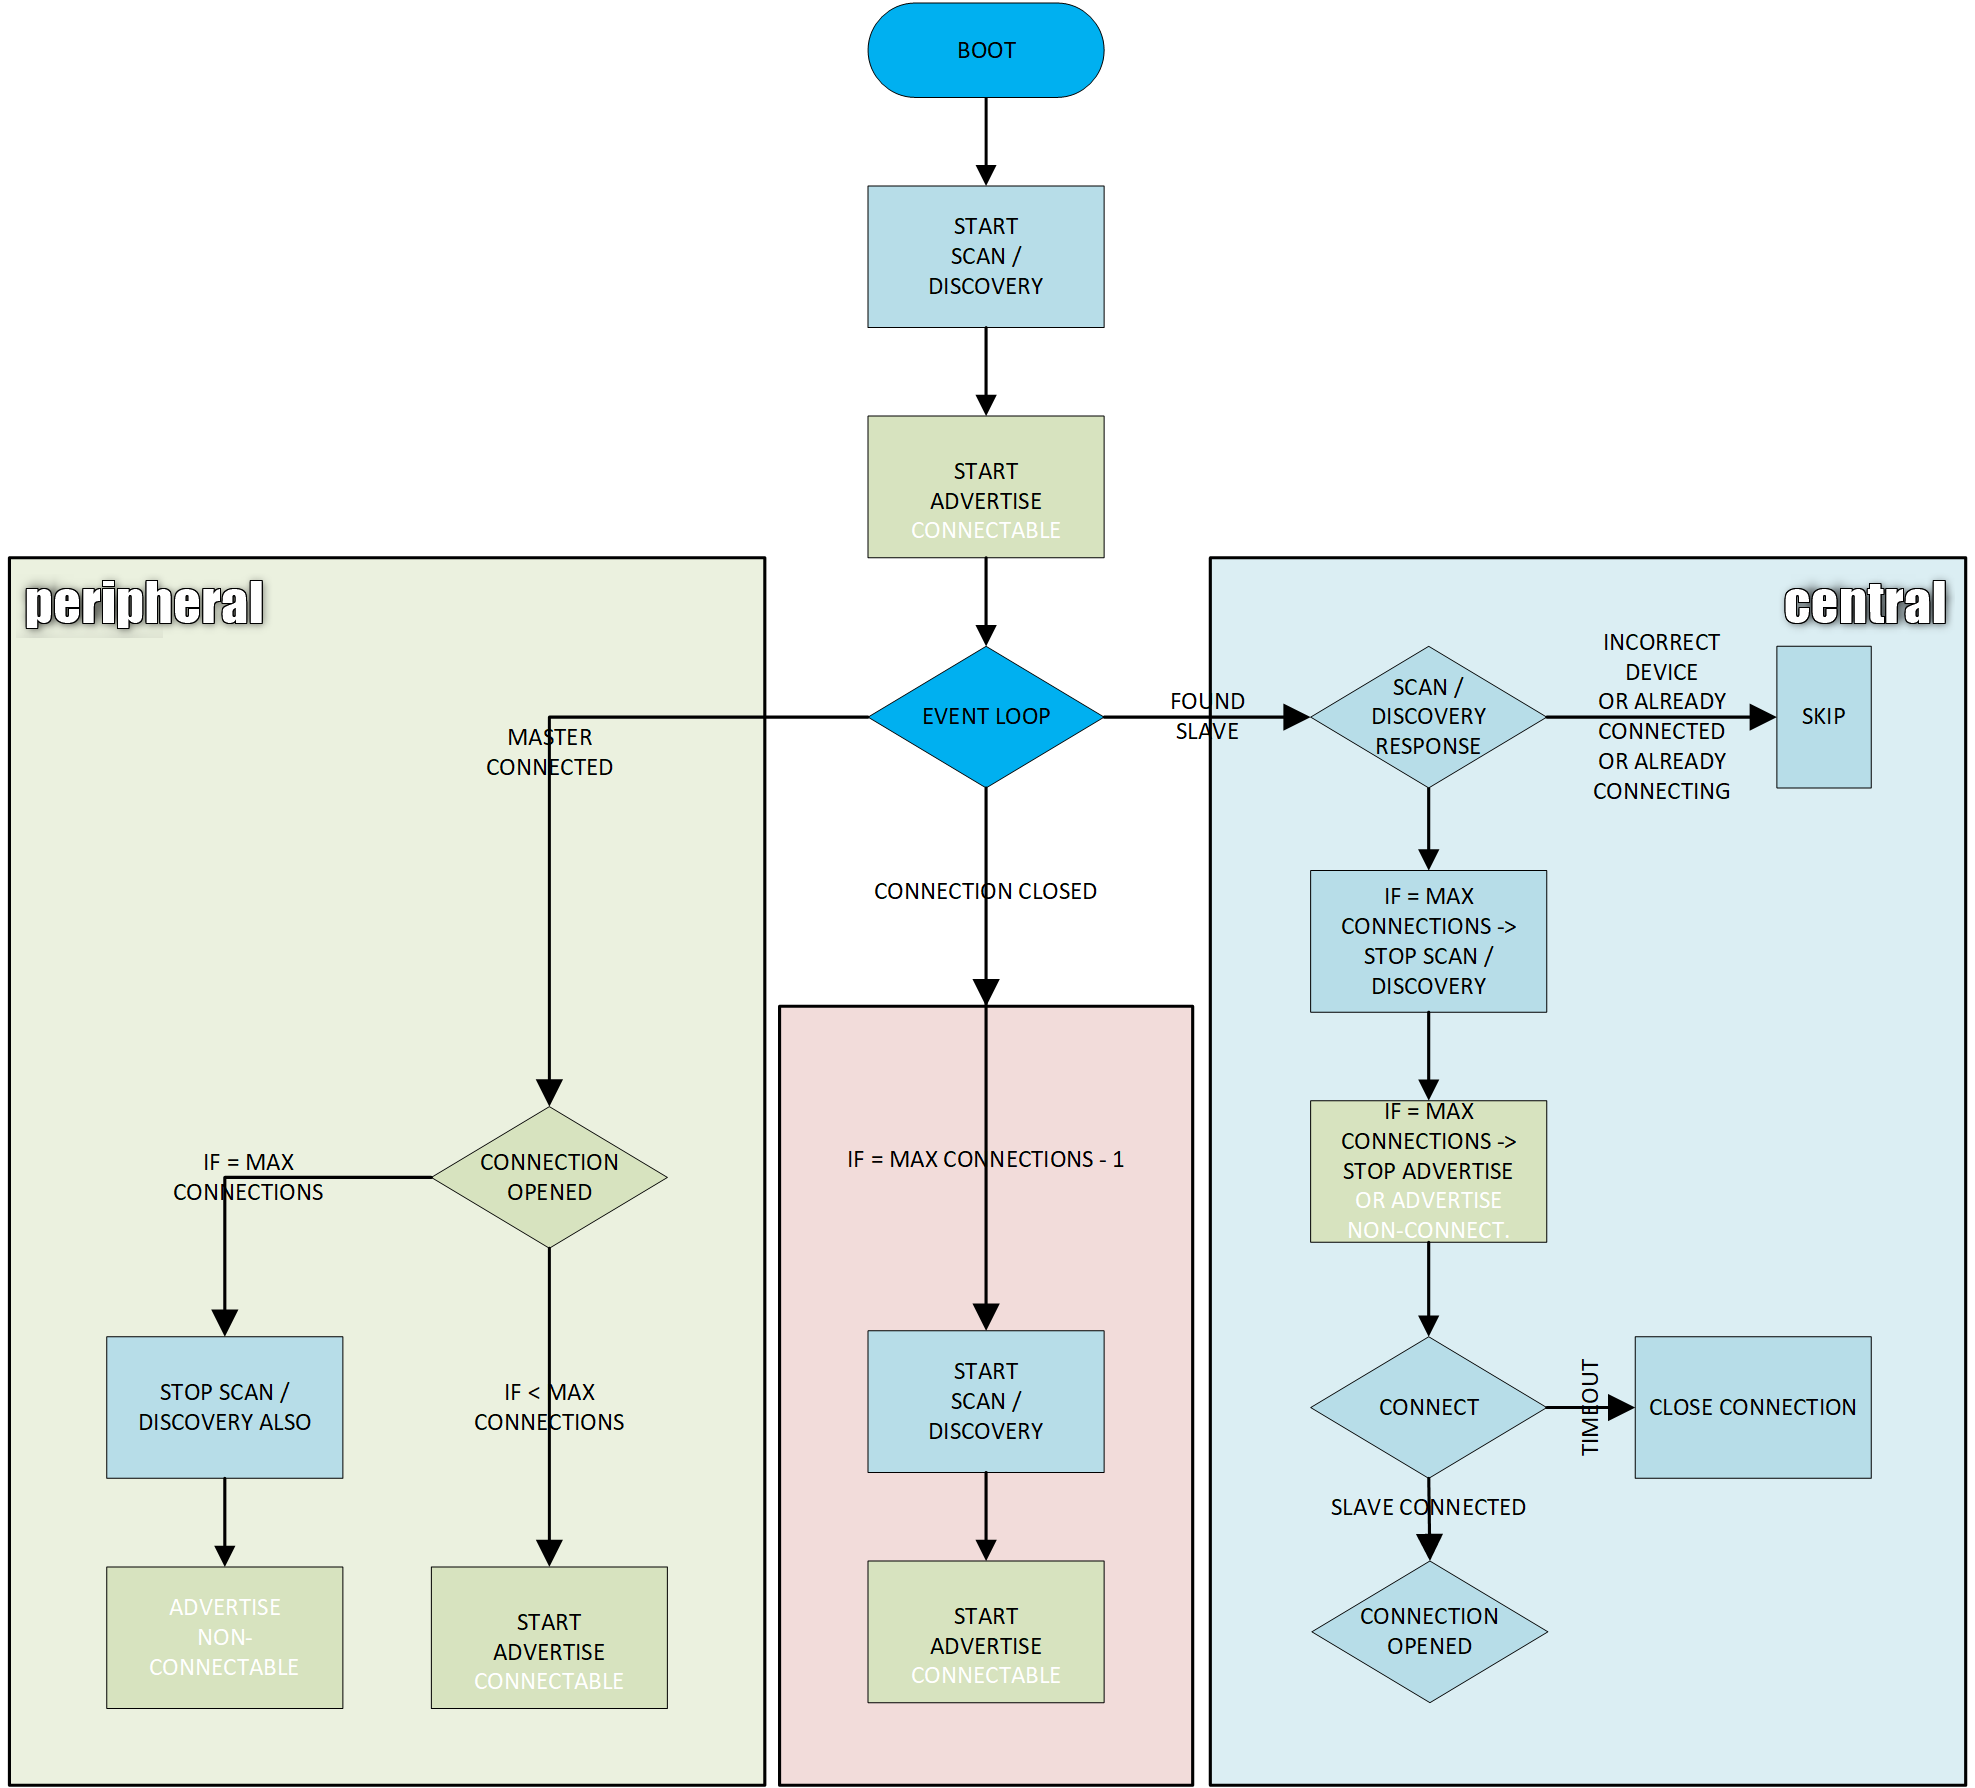 BOOT
START
SCAN /
DISCOVERY
START
ADVERTISE
CONNECTABLE
peripheral
central
EVENT LOOP
FOUND
SLAVE
SCAN /
DISCOVERY
RESPONSE
INCORRECT
DEVICE
OR ALREADY
CONNECTED
OR ALREADY
CONNECTING
SKIP
MASTER
CONNECTED
CONNECTION CLOSED
IF = MAX
CONNECTIONS ->
STOP SCAN /
DISCOVERY
IF = MAX
CONNECTIONS ->
STOP ADVERTISE
OR ADVERTISE
NON-CONNECT.
IF = MAX
CONNECTIONS
CONNECTION
OPENED
IF = MAX CONNECTIONS - 1
STOP SCAN /
DISCOVERY ALSO
IF < MAX
CONNECTIONS
START
SCAN /
DISCOVERY
CONNECT
TIMEOUT
CLOSE CONNECTION
SLAVE CONNECTED
ADVERTISE
NON-
CONNECTABLE
START
ADVERTISE
CONNECTABLE
START
ADVERTISE
CONNECTABLE
CONNECTION
OPENED